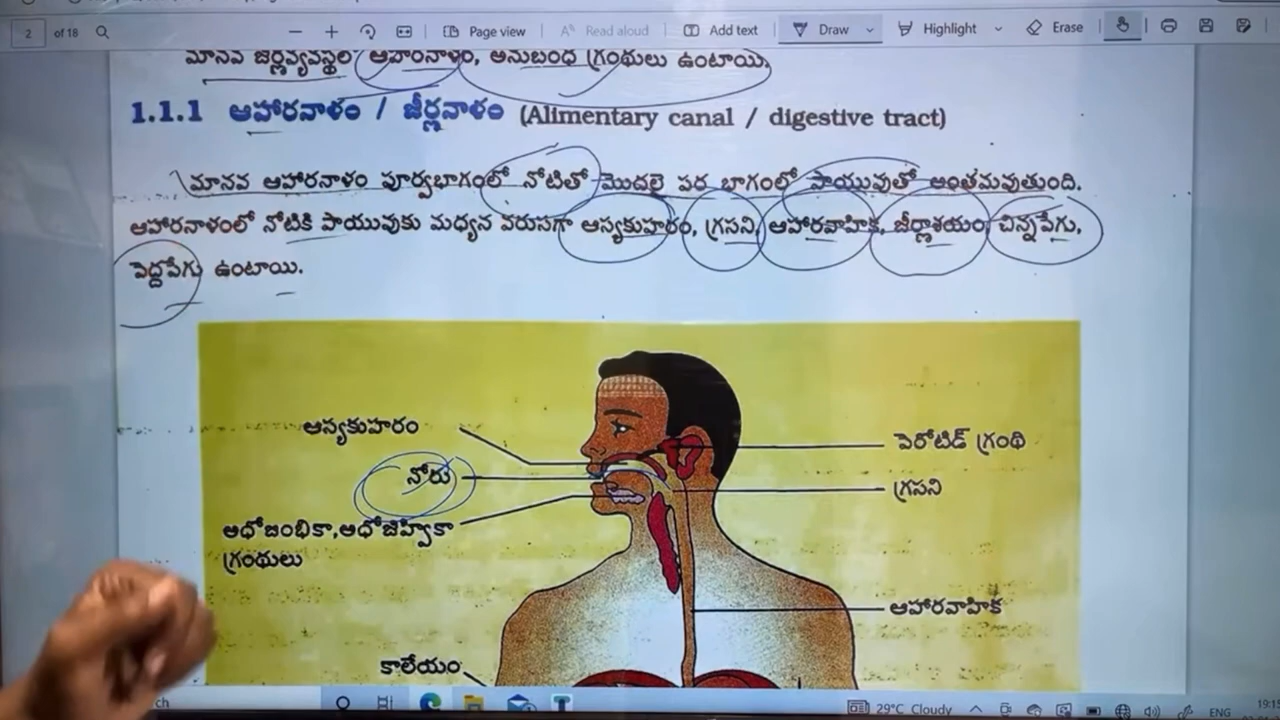 2 of 18 Page view Read aloud Add text Draw Highlight Erase
మానవ జీర్ణవ్యవస్థలో ఆహారనాళం, అనుబంధ గ్రంథులు ఉంటాయి.
1.1.1 ఆహారనాళం / జీర్ణనాళం (Alimentary canal / digestive tract)
మానవ ఆహారనాళం పూర్వభాగంలో నోటితో మొదలై పర భాగంలో పాయువుతో అంతమవుతుంది.
ఆహారనాళంలో నోటికి పాయువుకు మధ్యన వరుసగా ఆస్యకుహరం, గ్రసని, ఆహారవాహిక, జీర్ణాశయం, చిన్నపేగు,
పెద్దపేగు ఉంటాయి.
ఆస్యకుహరం
పెరోటిడ్ గ్రంథి
నోరు
గ్రసని
అధోజంభికా,అధోజిహ్వికా
గ్రంథులు
ఆహారవాహిక
కాలేయం
29°C Cloudy ENG